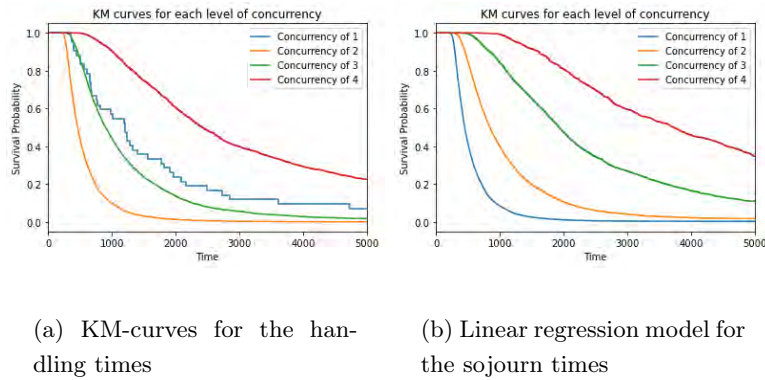 KM curves for each level of concurrency
Survival Probability
1.0
0.8
0.6
0.4
0.2
0.0
Concurrency of 1
Concurrency of 2
Concurrency of 3
Concurrency of 4
0
1000
2000
3000
4000
5000
Time
KM curves for each level of concurrency
Survival Probability
1.0
0.8
0.6
0.4
0.2
0.0
Concurrency of 1
Concurrency of 2
Concurrency of 3
Concurrency of 4
0
1000
2000
3000
4000
5000
Time
(a) KM-curves for the han-
dling times
(b) Linear regression model for
the sojourn times